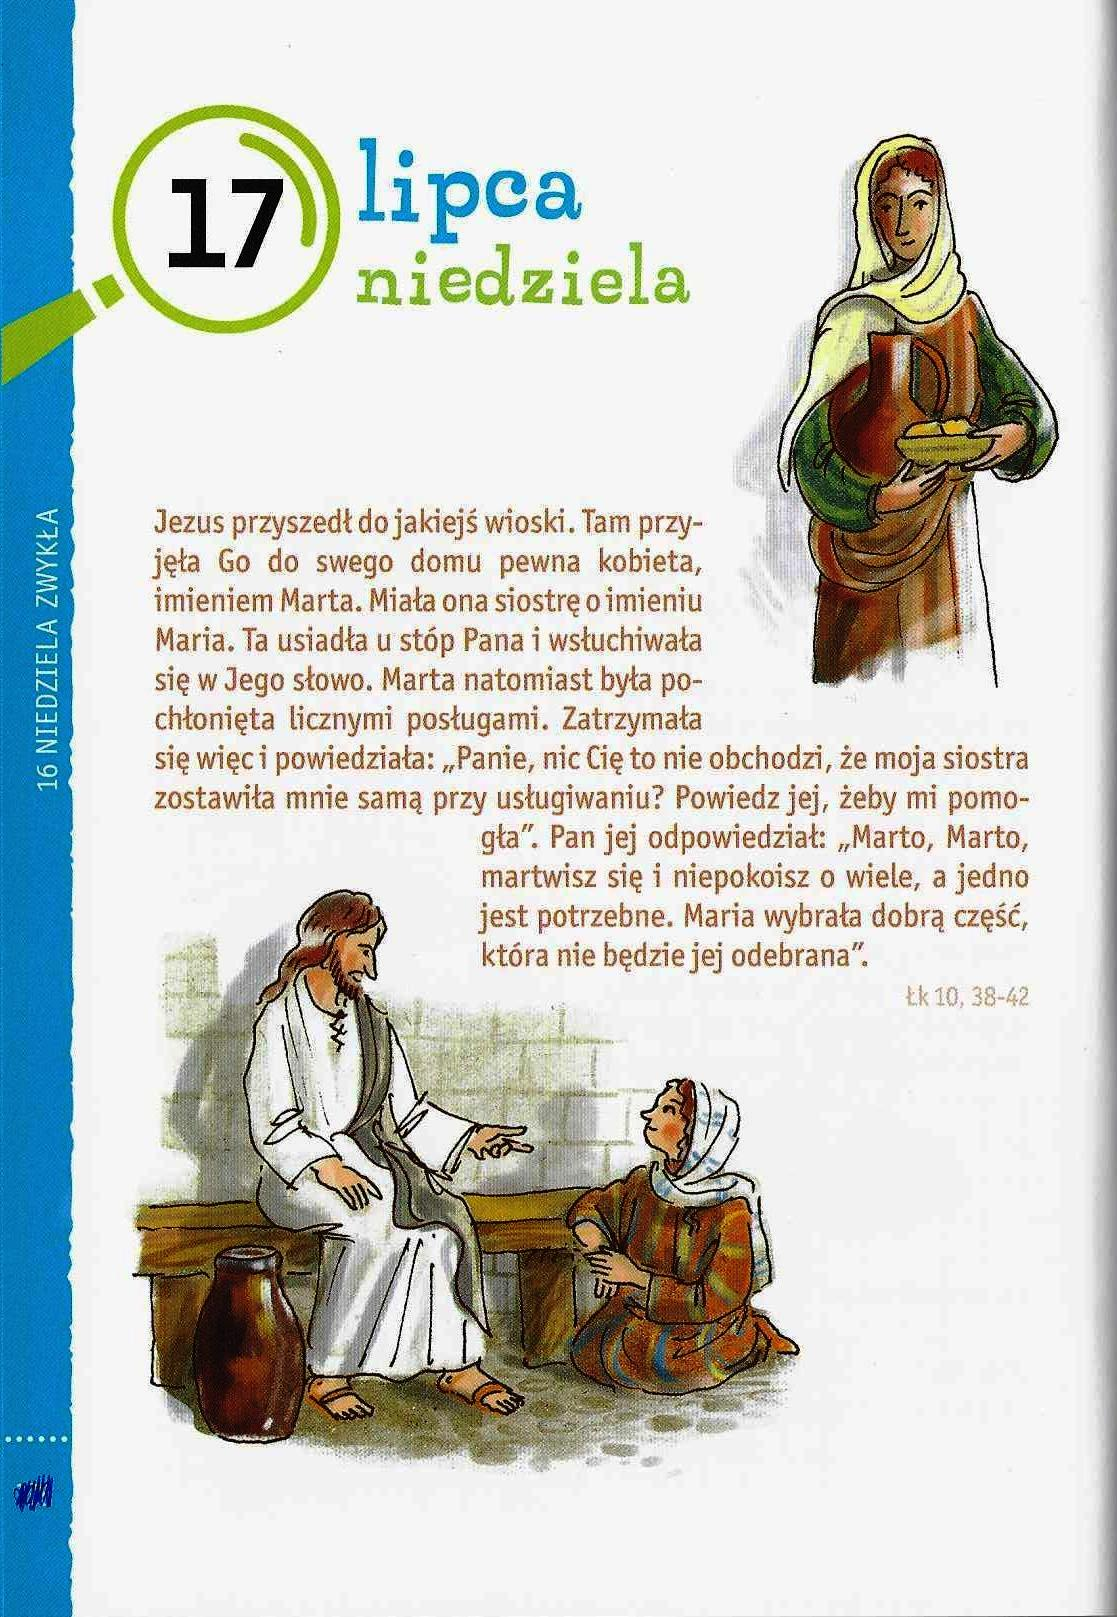 17
lipca
niedziela
16 NIEDZIELA ZWYKŁA
Jezus przyszedł do jakiejś wioski. Tam przy-
jęła Go do swego domu pewna kobieta,
imieniem Marta. Miała ona siostrę o imieniu
Maria. Ta usiadła u stóp Pana i wsłuchiwała
się w Jego słowo. Marta natomiast była po-
chłonięta licznymi posługami. Zatrzymała
się więc i powiedziała: „Panie, nic Cię to nie obchodzi, że moja siostra
zostawiła mnie samą przy usługiwaniu? Powiedz jej, żeby mi pomo-
gła”. Pan jej odpowiedział: „Marto, Marto,
martwisz się i niepokoisz o wiele, a jedno
jest potrzebne. Maria wybrała dobrą część,
która nie będzie jej odebrana”.
Łk 10, 38-42